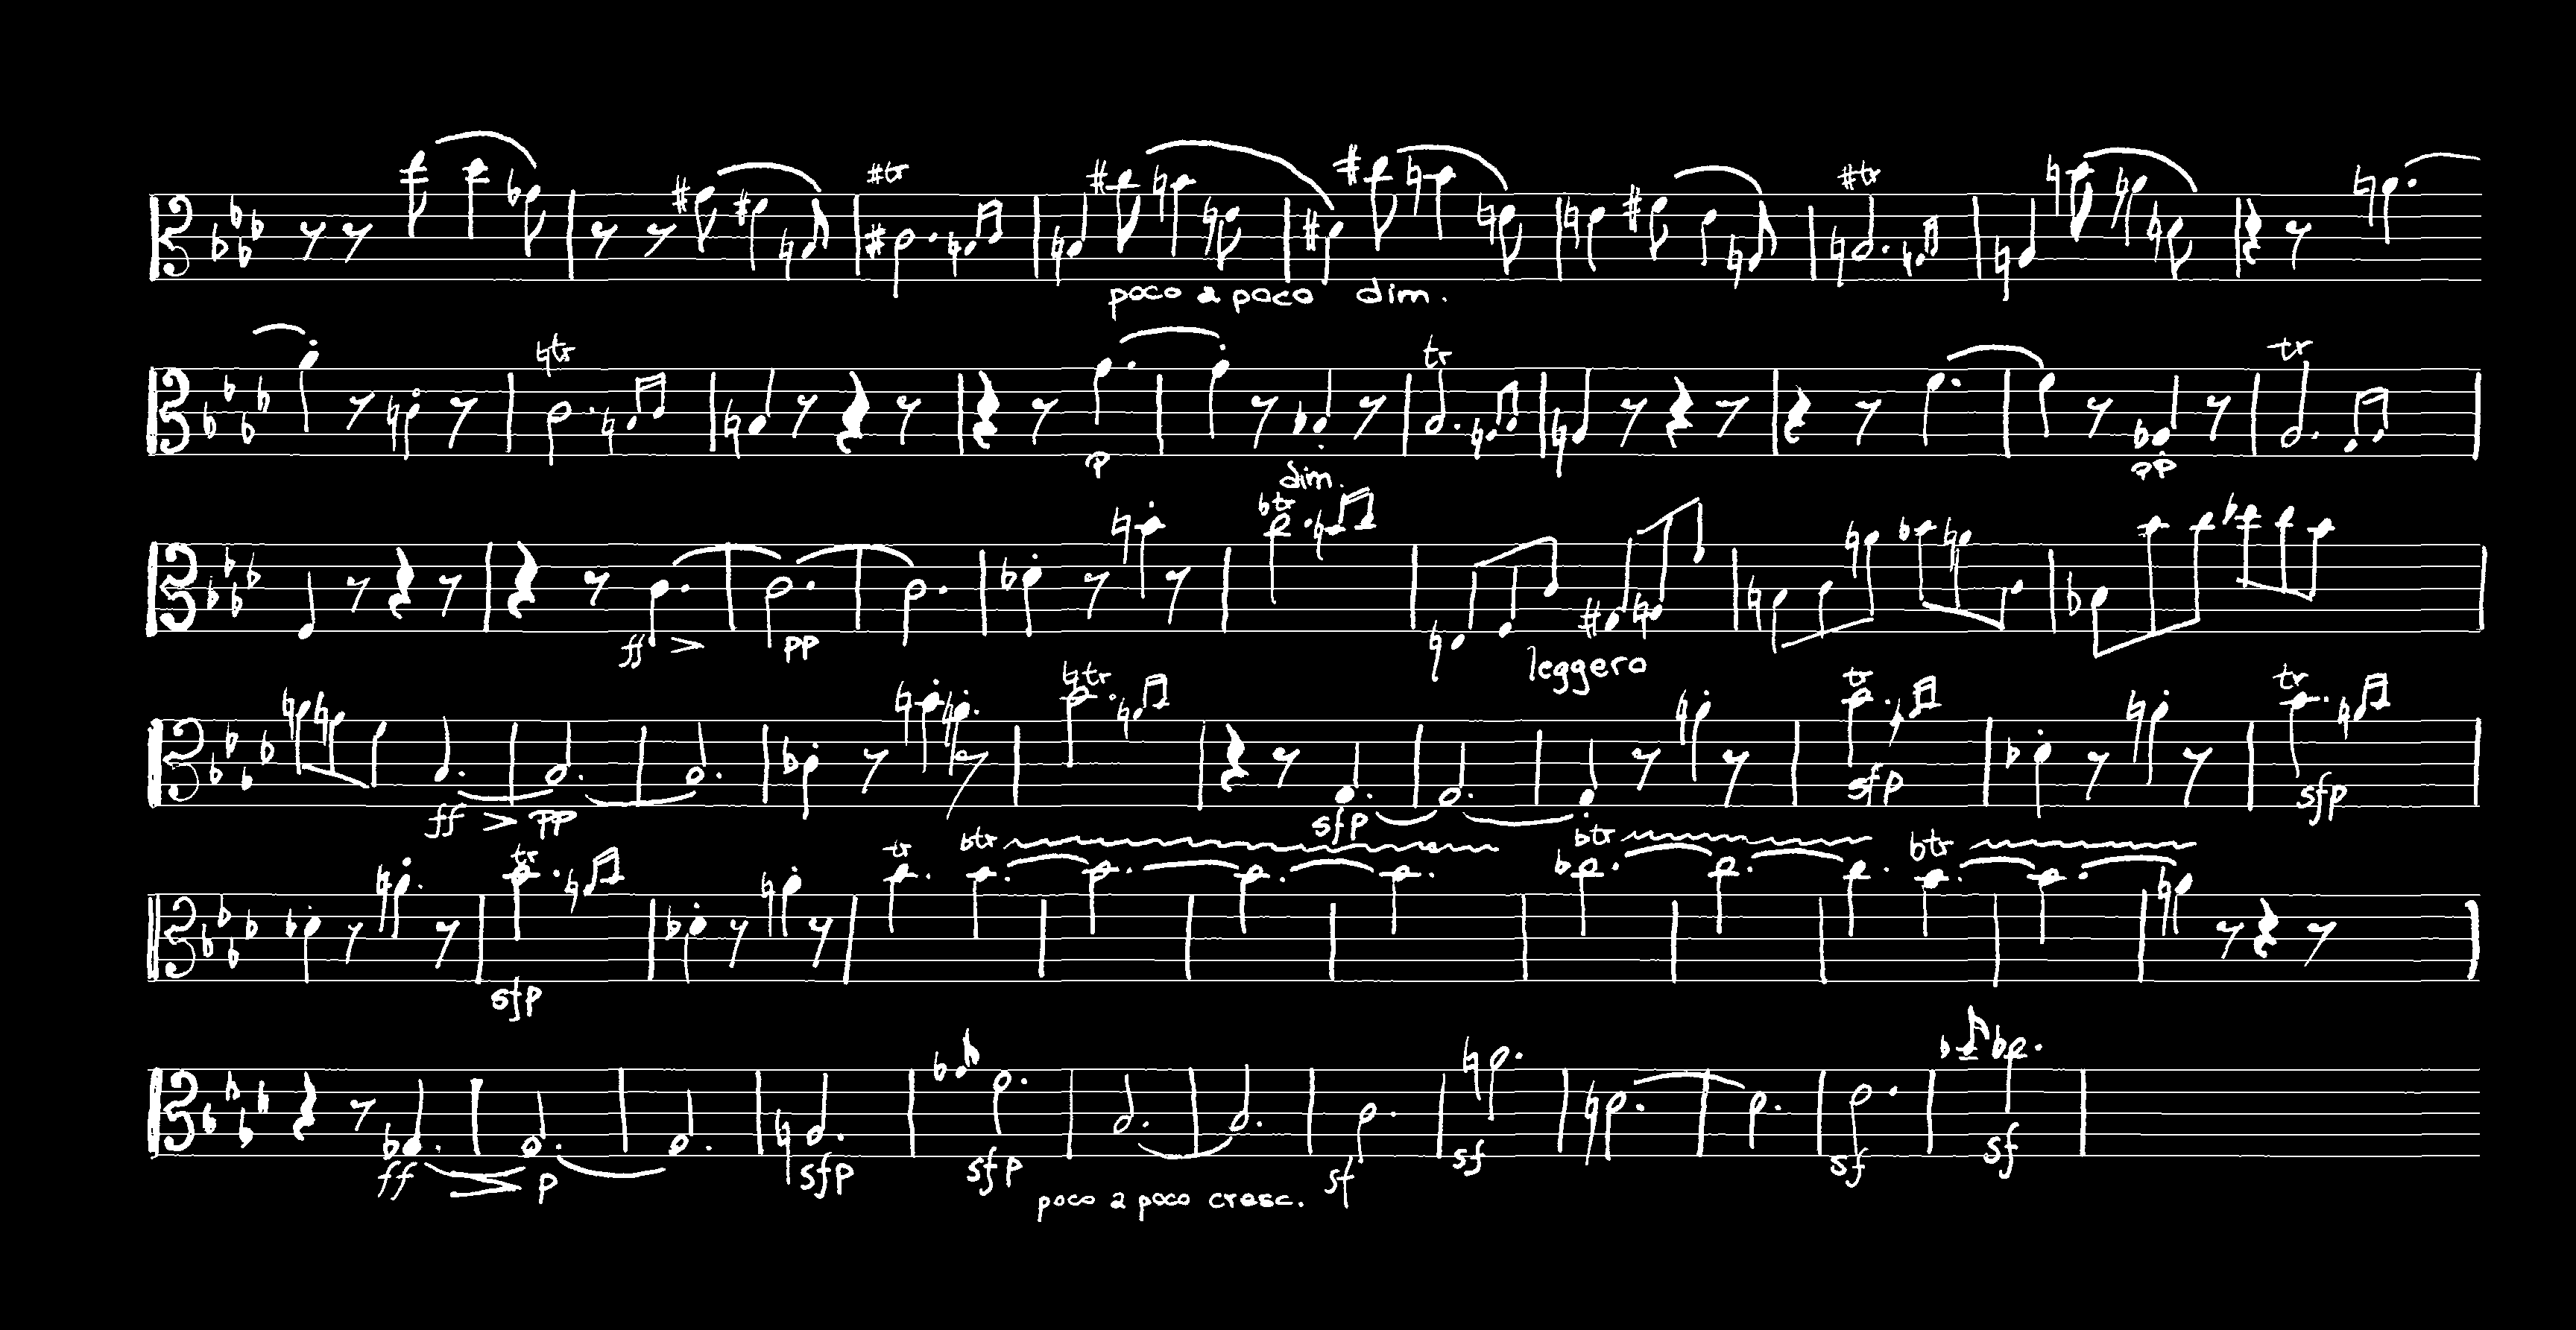 #tr #tr
poco a poco dim.
♮tr tr tr
p dim. pp
♭tr
ff > pp leggero
♮tr tr tr
ff > pp sfp sfp sfp
tr tr ♭tr ♭tr ♭tr
sfp
ff > p sfp sfp sf sf sf sf
poco a poco cresc.